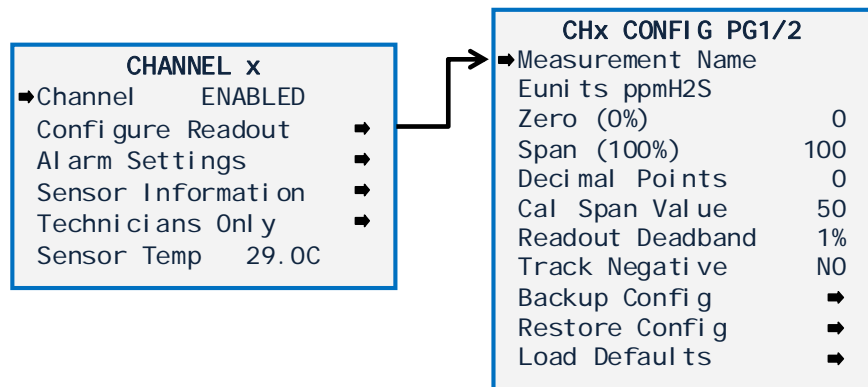 CHANNEL x
➡Channel ENABLED
Configure Readout ➡
Alarm Settings ➡
Sensor Information ➡
Technicians Only ➡
Sensor Temp 29.0C
CHx CONFIG PG1/2
➡Measurement Name
Eunits ppmH2S
Zero (0%) 0
Span (100%) 100
Decimal Points 0
Cal Span Value 50
Readout Deadband 1%
Track Negative NO
Backup Config ➡
Restore Config ➡
Load Defaults ➡